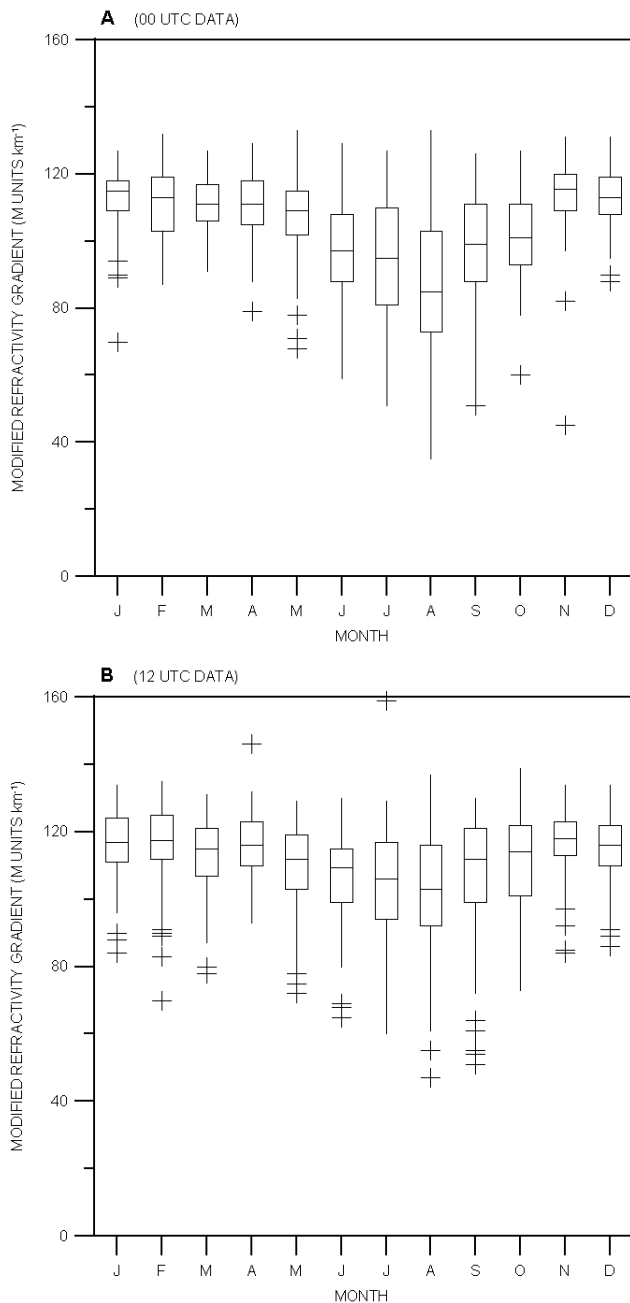 A (00 UTC DATA)
MODIFIED REFRACTIVITY GRADIENT (M UNITS km⁻¹)
160
120
80
40
0
J F M A M J J A S O N D
MONTH
B (12 UTC DATA)
MODIFIED REFRACTIVITY GRADIENT (M UNITS km⁻¹)
160
120
80
40
0
J F M A M J J A S O N D
MONTH